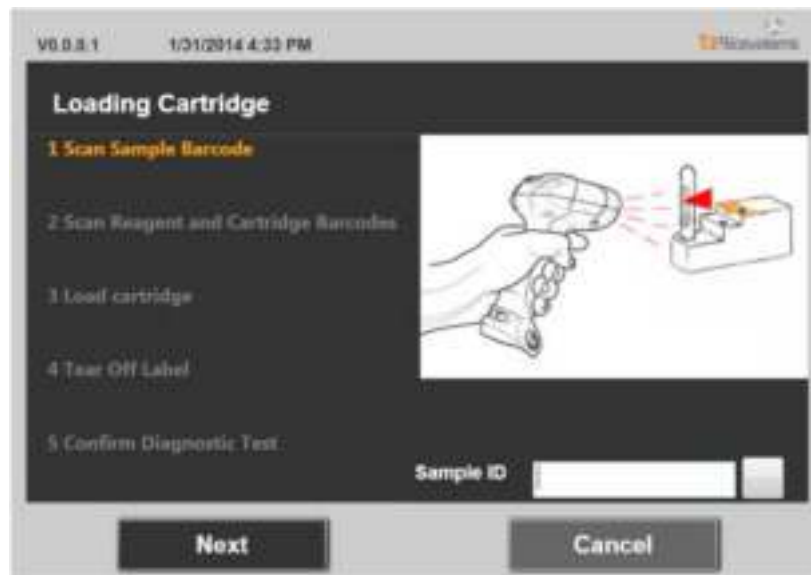 V0.0.8.1 1/31/2014 4:33 PM
T2Biosystems
Loading Cartridge
1 Scan Sample Barcode
2 Scan Reagent and Cartridge Barcodes
3 Load cartridge
4 Tear Off Label
5 Confirm Diagnostic Test
Sample ID
Next
Cancel